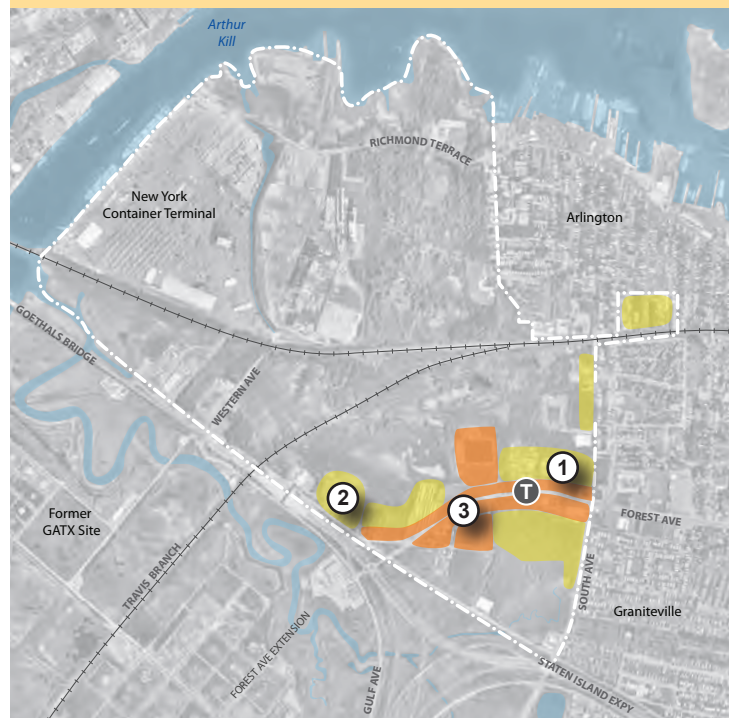 Arthur
Kill
RICHMOND TERRACE
New York
Container Terminal
Arlington
GOETHALS BRIDGE
WESTERN AVE
1
2
T
3
Former
GATX Site
FOREST AVE
TRAVIS BRANCH
SOUTH AVE
Graniteville
FOREST AVE EXTENSION
GULF AVE
STATEN ISLAND EXPY